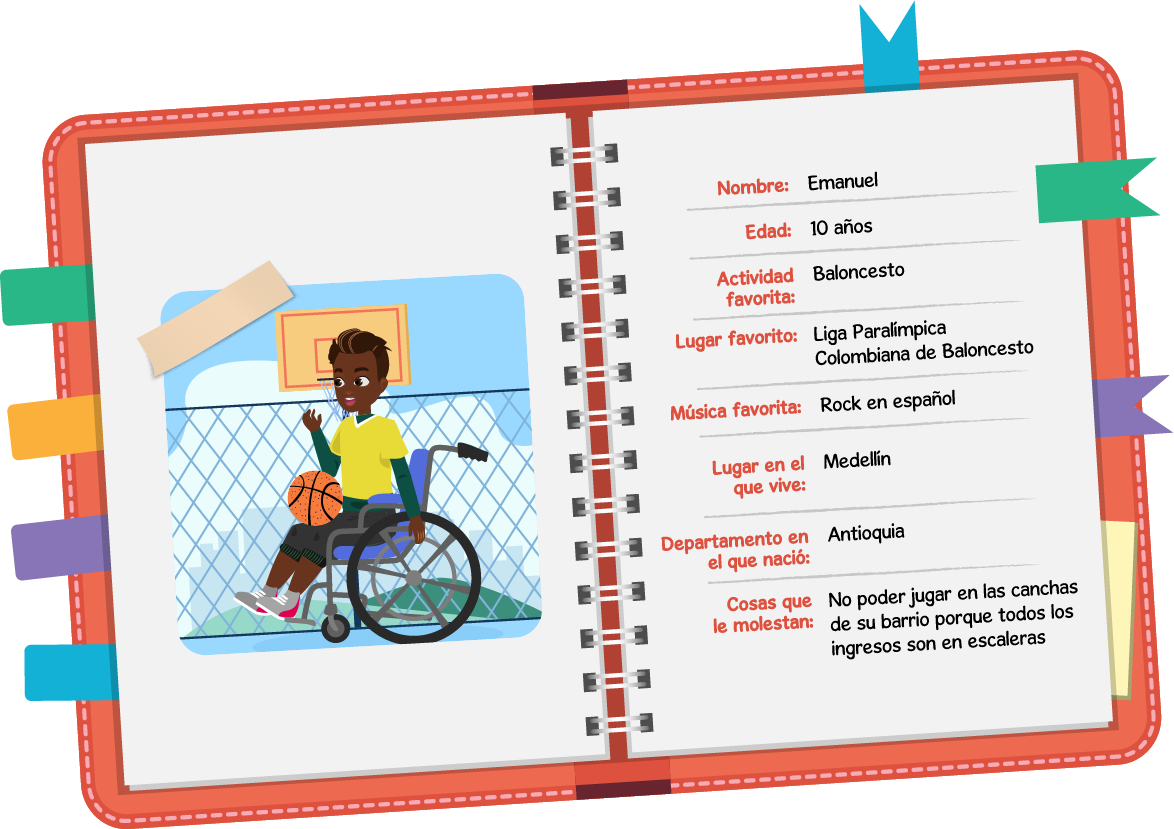 Nombre: Emanuel
Edad: 10 años
Actividad Baloncesto
favorita:
Lugar favorito: Liga Paralímpica
Colombiana de Baloncesto
Música favorita: Rock en español
Lugar en el Medellín
que vive:
Departamento en Antioquia
el que nació:
Cosas que No poder jugar en las canchas
le molestan: de su barrio porque todos los
ingresos son en escaleras